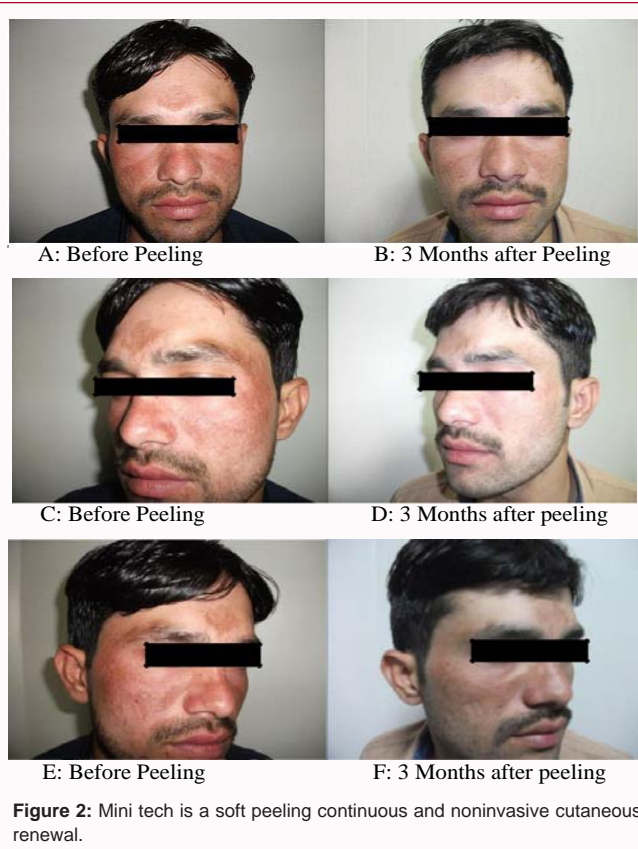 A: Before Peeling
B: 3 Months after Peeling
C: Before Peeling
D: 3 Months after peeling
E: Before Peeling
F: 3 Months after peeling
Figure 2: Mini tech is a soft peeling continuous and noninvasive cutaneous
renewal.